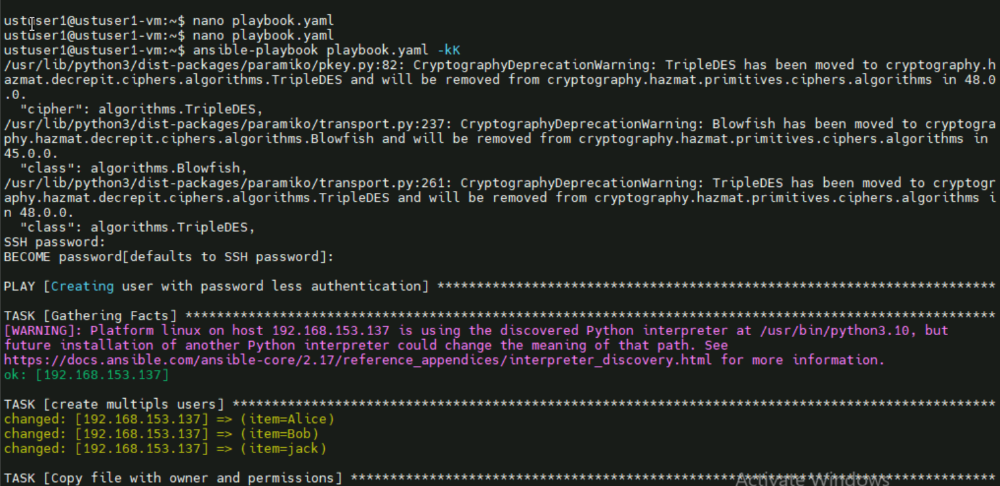 ustuser1@ustuser1-vm:~$ nano playbook.yaml
ustuser1@ustuser1-vm:~$ nano playbook.yaml
ustuser1@ustuser1-vm:~$ ansible-playbook playbook.yaml -kK
/usr/lib/python3/dist-packages/paramiko/pkey.py:82: CryptographyDeprecationWarning: TripleDES has been moved to cryptography.h
azmat.decrepit.ciphers.algorithms.TripleDES and will be removed from cryptography.hazmat.primitives.ciphers.algorithms in 48.0
.0.
  "cipher": algorithms.TripleDES,
/usr/lib/python3/dist-packages/paramiko/transport.py:237: CryptographyDeprecationWarning: Blowfish has been moved to cryptogra
phy.hazmat.decrepit.ciphers.algorithms.Blowfish and will be removed from cryptography.hazmat.primitives.ciphers.algorithms in
45.0.0.
  "class": algorithms.Blowfish,
/usr/lib/python3/dist-packages/paramiko/transport.py:261: CryptographyDeprecationWarning: TripleDES has been moved to cryptogr
aphy.hazmat.decrepit.ciphers.algorithms.TripleDES and will be removed from cryptography.hazmat.primitives.ciphers.algorithms i
n 48.0.0.
  "class": algorithms.TripleDES,
SSH password:
BECOME password[defaults to SSH password]:
PLAY [Creating user with password less authentication] ***********************************************************************
TASK [Gathering Facts] *******************************************************************************************************
[WARNING]: Platform linux on host 192.168.153.137 is using the discovered Python interpreter at /usr/bin/python3.10, but
future installation of another Python interpreter could change the meaning of that path. See
https://docs.ansible.com/ansible-core/2.17/reference_appendices/interpreter_discovery.html for more information.
ok: [192.168.153.137]
TASK [create multipls users] *************************************************************************************************
changed: [192.168.153.137] => (item=Alice)
changed: [192.168.153.137] => (item=Bob)
changed: [192.168.153.137] => (item=jack)
TASK [Copy file with owner and permissions] **********************************************************************************
Activate Windows